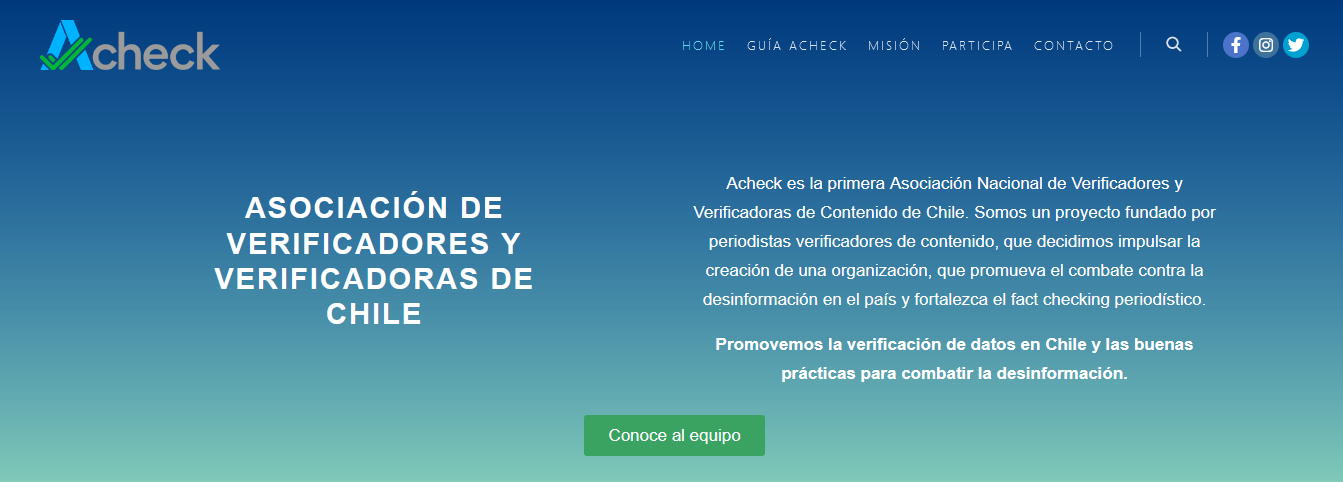 Acheck
HOME GUÍA ACHECK MISIÓN PARTICIPA CONTACTO
ASOCIACIÓN DE
VERIFICADORES Y
VERIFICADORAS DE
CHILE
Acheck es la primera Asociación Nacional de Verificadores y
Verificadoras de Contenido de Chile. Somos un proyecto fundado por
periodistas verificadores de contenido, que decidimos impulsar la
creación de una organización, que promueva el combate contra la
desinformación en el país y fortalezca el fact checking periodístico.
Promovemos la verificación de datos en Chile y las buenas
prácticas para combatir la desinformación.
Conoce al equipo